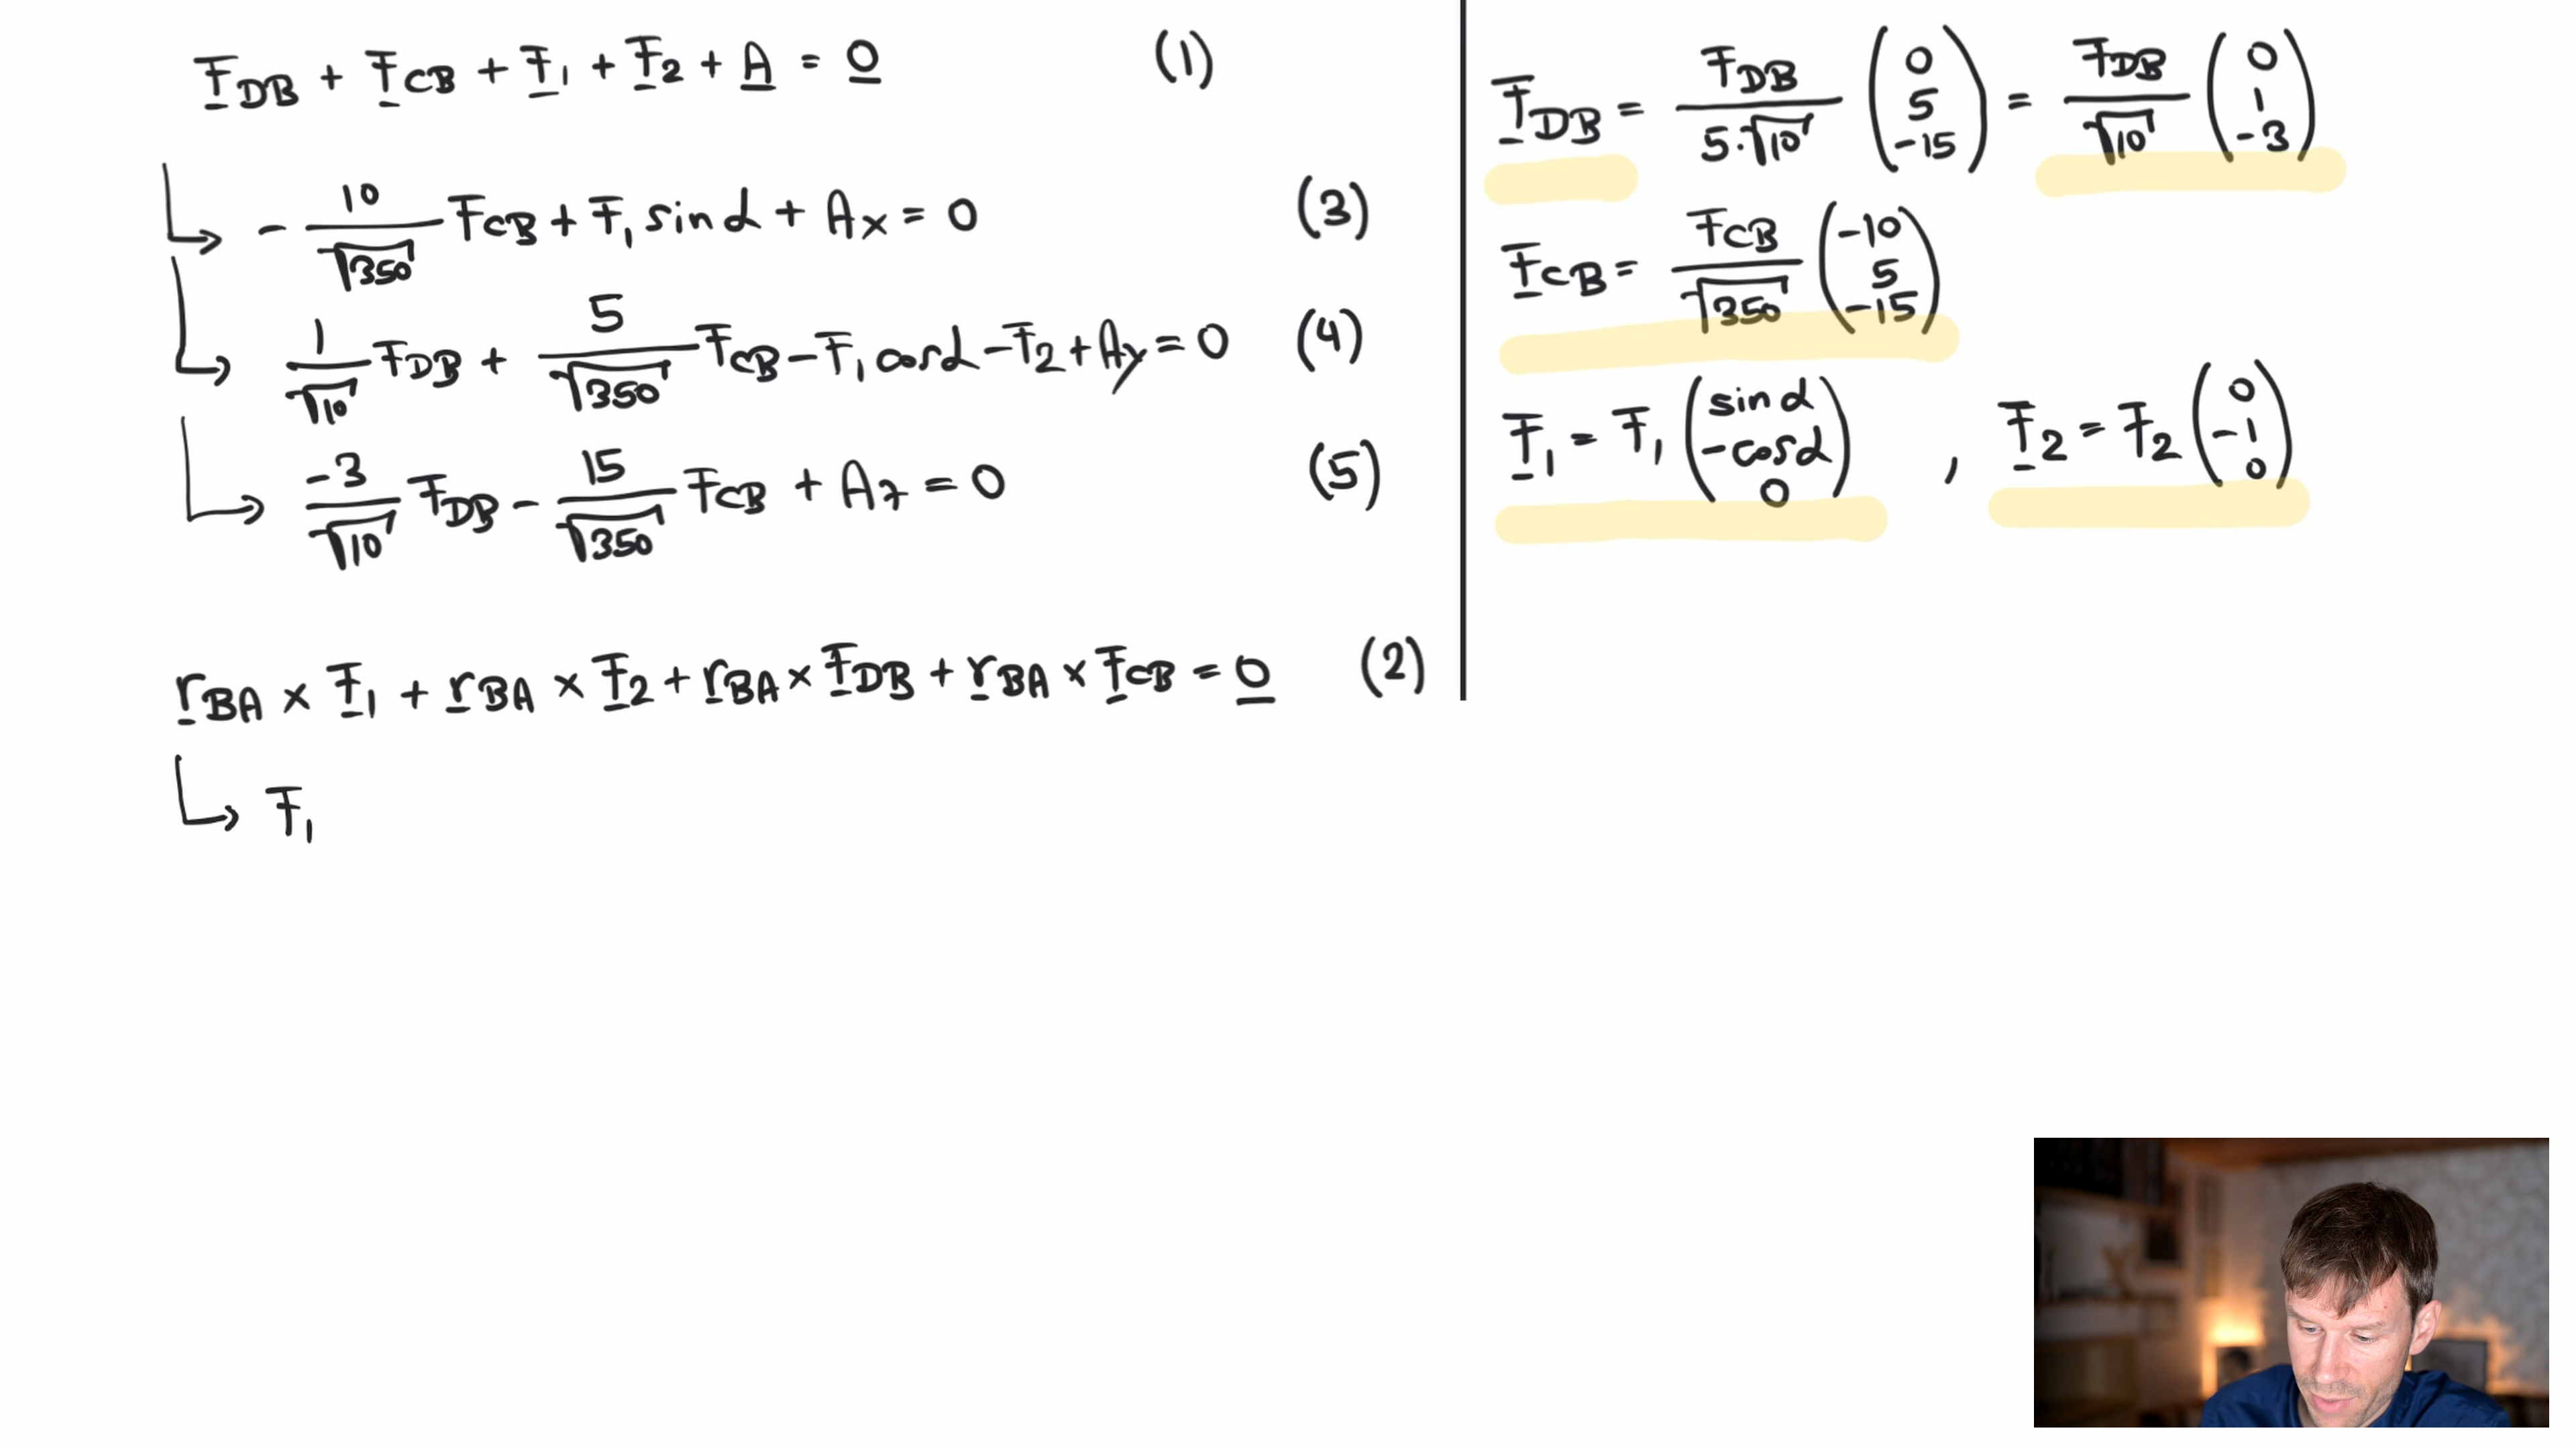 F_DB + F_CB + F_1 + F_2 + A = 0 (1)
- 10/√350 F_CB + F_1 sin α + A_x = 0 (3)
1/√10 F_DB + 5/√350 F_CB - F_1 cos α - F_2 + A_y = 0 (4)
-3/√10 F_DB - 15/√350 F_CB + A_z = 0 (5)
r_BA × F_1 + r_BA × F_2 + r_BA × F_DB + r_BA × F_CB = 0 (2)
F_1
F_DB = F_DB/(5·√10) (0 5 -15) = F_DB/√10 (0 1 -3)
F_CB = F_CB/√350 (-10 5 -15)
F_1 = F_1 (sin α -cos α 0) , F_2 = F_2 (0 -1 0)